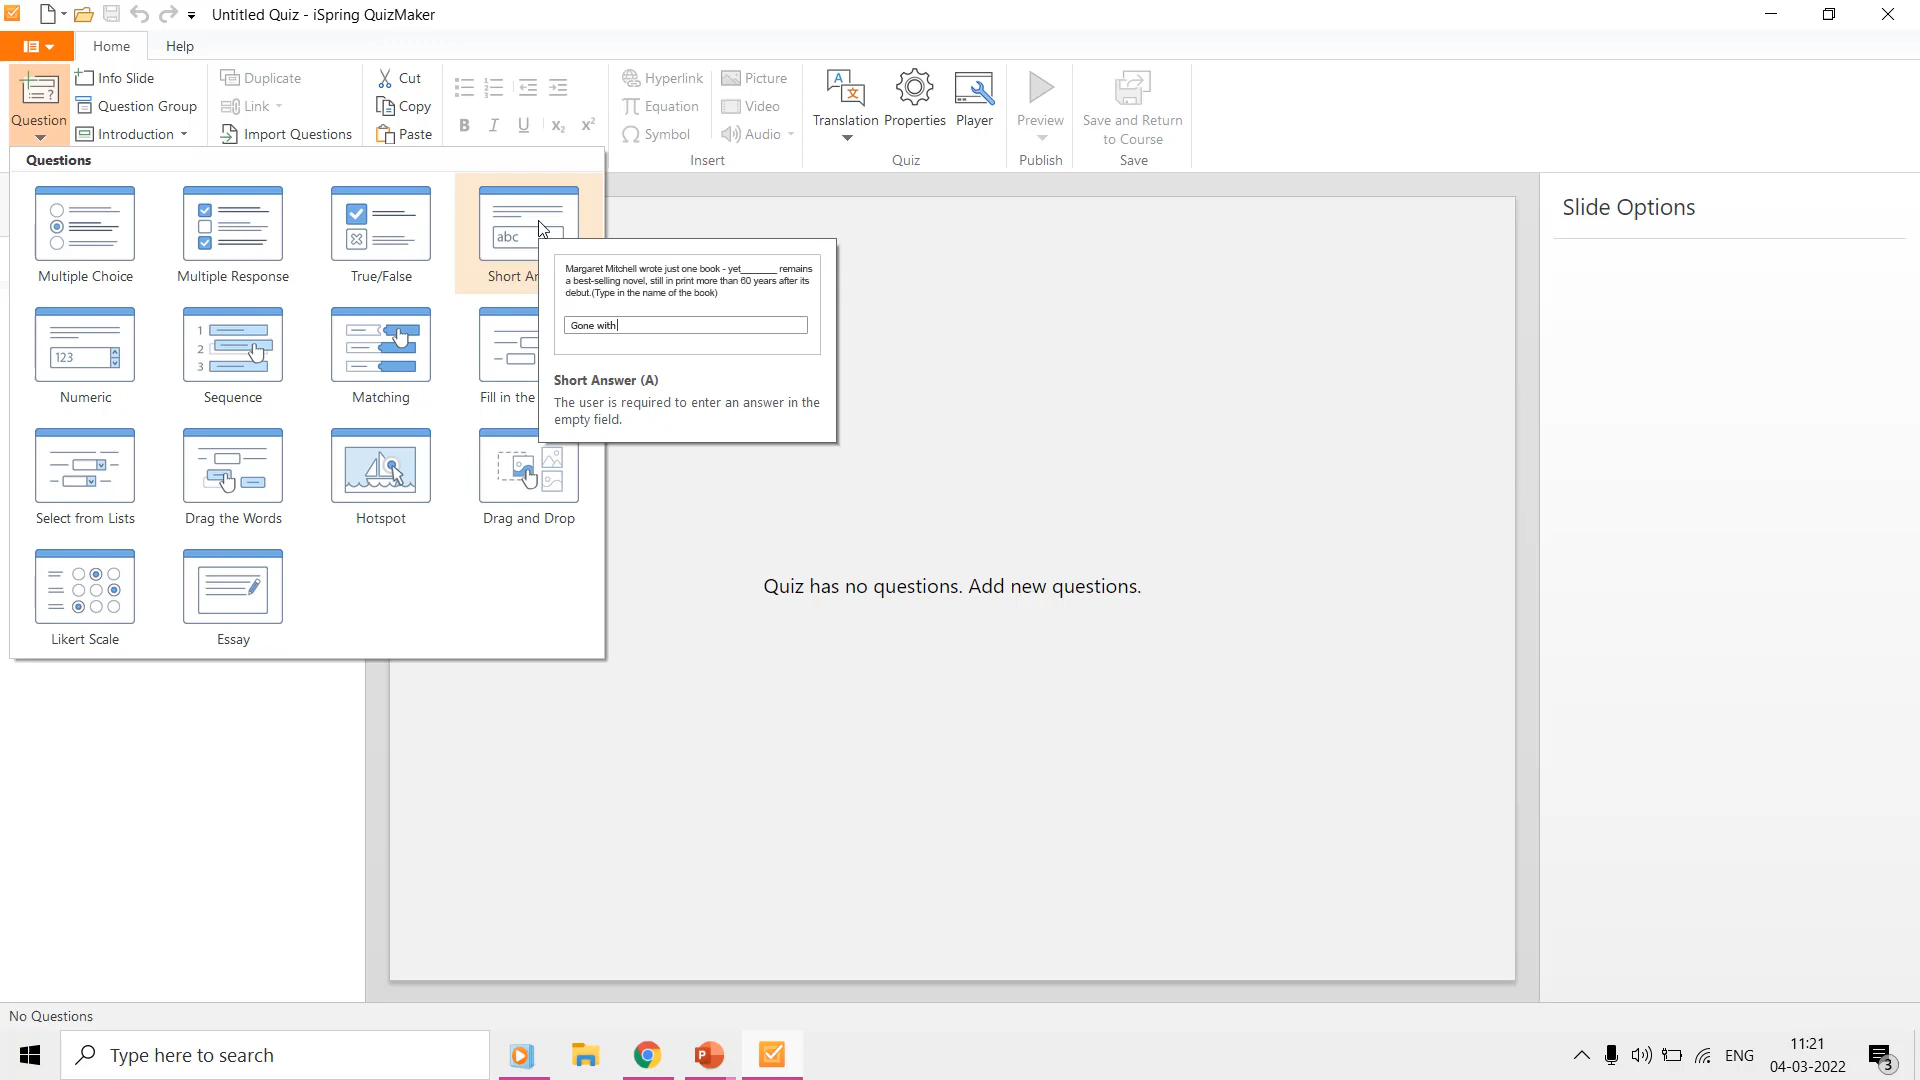 Untitled Quiz - iSpring QuizMaker
Home
Help
Question
Info Slide
Question Group
Introduction
Duplicate
Link
Import Questions
Cut
Copy
Paste
B I U x₂ x²
Hyperlink
Equation
Symbol
Picture
Video
Audio
Insert
Translation
Properties
Player
Quiz
Preview
Publish
Save and Return
to Course
Save
Questions
Multiple Choice
Multiple Response
True/False
abc
Short An
123
Numeric
1
2
3
Sequence
Matching
Fill in the
Select from Lists
Drag the Words
Hotspot
Drag and Drop
Likert Scale
Essay
Margaret Mitchell wrote just one book - yet_______ remains
a best-selling novel, still in print more than 60 years after its
debut.(Type in the name of the book)
Gone with
Short Answer (A)
The user is required to enter an answer in the
empty field.
Quiz has no questions. Add new questions.
Slide Options
No Questions
Type here to search
ENG
11:21
04-03-2022
3